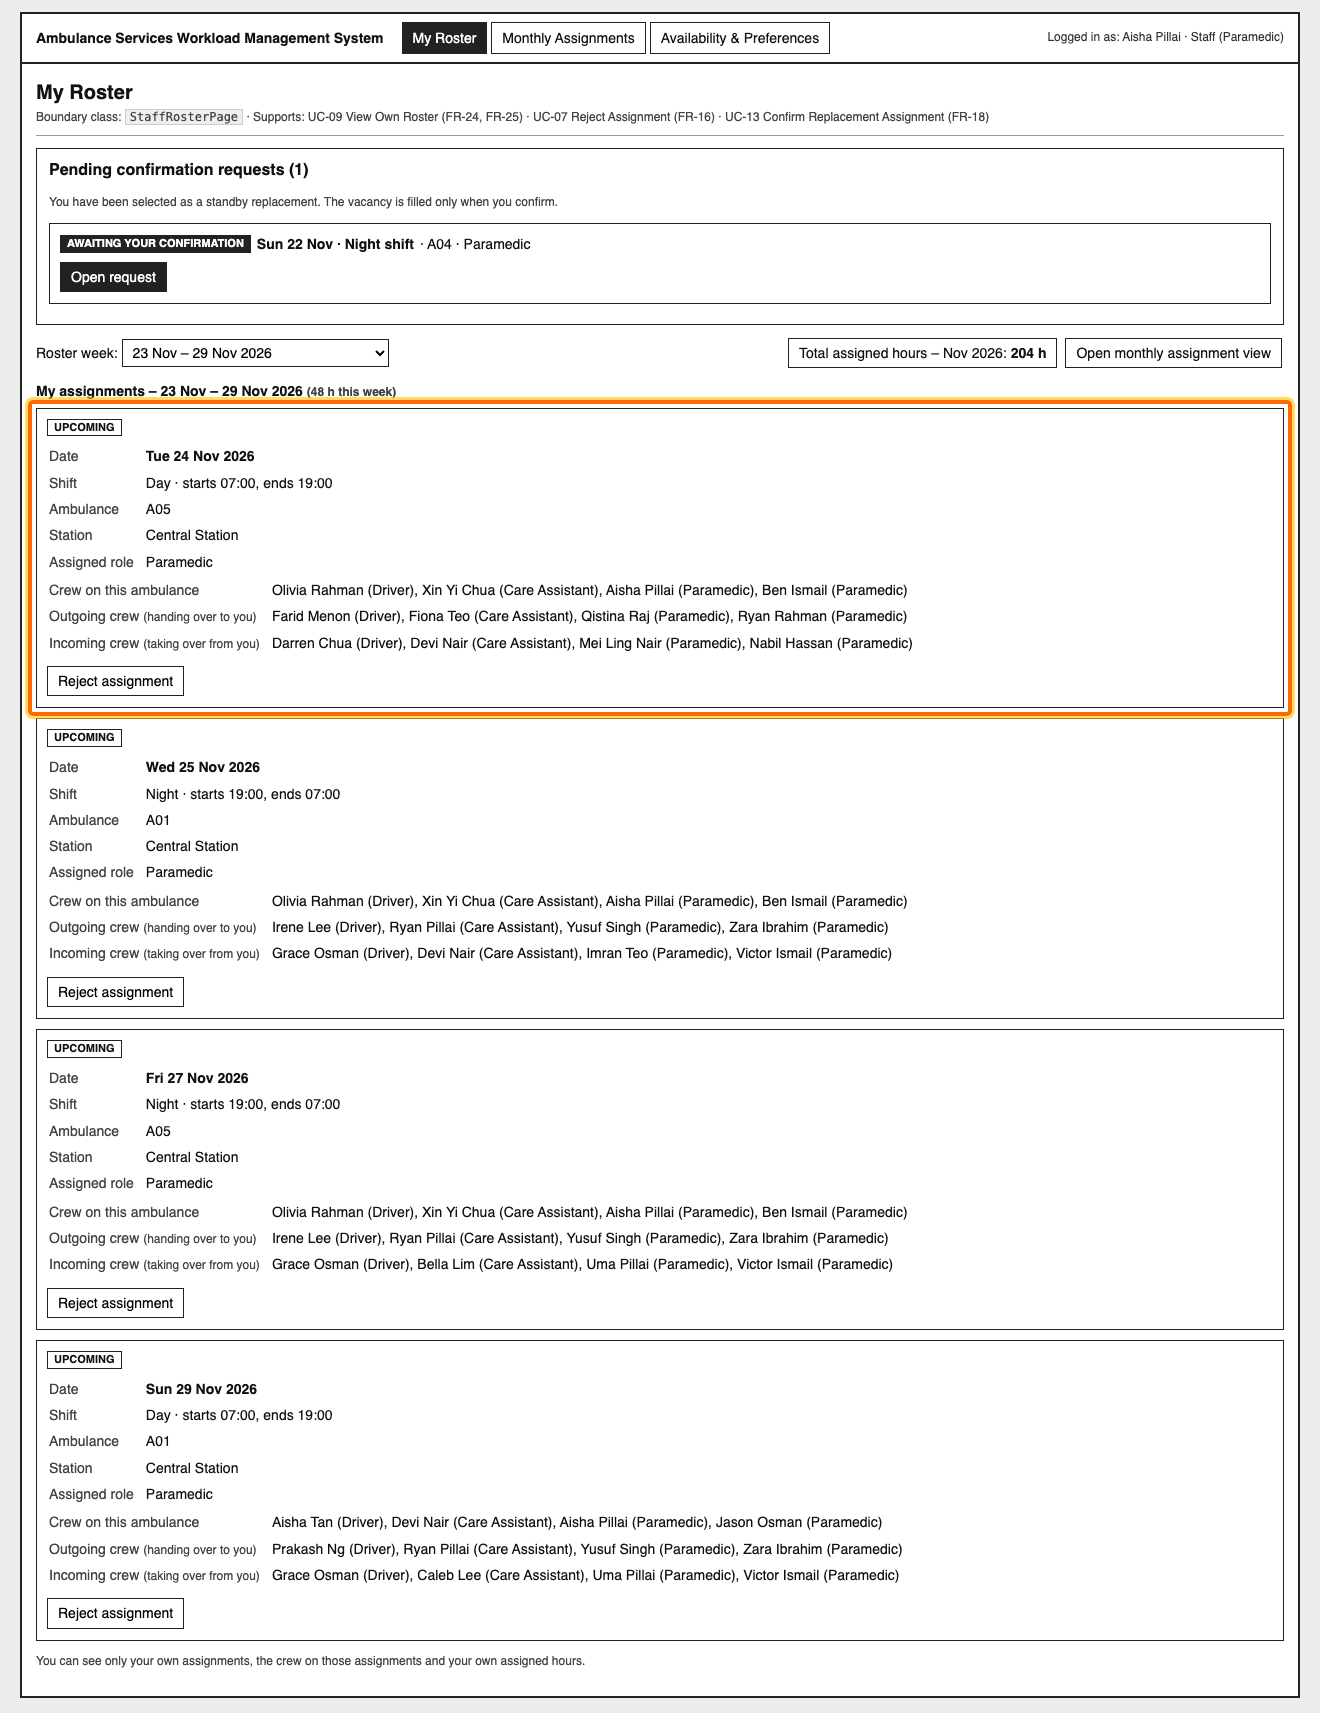 Ambulance Services Workload Management System My Roster Monthly Assignments Availability & Preferences Logged in as: Aisha Pillai · Staff (Paramedic)
My Roster
Boundary class: StaffRosterPage · Supports: UC-09 View Own Roster (FR-24, FR-25) · UC-07 Reject Assignment (FR-16) · UC-13 Confirm Replacement Assignment (FR-18)
Pending confirmation requests (1)
You have been selected as a standby replacement. The vacancy is filled only when you confirm.
AWAITING YOUR CONFIRMATION Sun 22 Nov · Night shift · A04 · Paramedic
Open request
Roster week: 23 Nov – 29 Nov 2026 Total assigned hours – Nov 2026: 204 h Open monthly assignment view
My assignments – 23 Nov – 29 Nov 2026 (48 h this week)
UPCOMING
Date Tue 24 Nov 2026
Shift Day · starts 07:00, ends 19:00
Ambulance A05
Station Central Station
Assigned role Paramedic
Crew on this ambulance Olivia Rahman (Driver), Xin Yi Chua (Care Assistant), Aisha Pillai (Paramedic), Ben Ismail (Paramedic)
Outgoing crew (handing over to you) Farid Menon (Driver), Fiona Teo (Care Assistant), Qistina Raj (Paramedic), Ryan Rahman (Paramedic)
Incoming crew (taking over from you) Darren Chua (Driver), Devi Nair (Care Assistant), Mei Ling Nair (Paramedic), Nabil Hassan (Paramedic)
Reject assignment
UPCOMING
Date Wed 25 Nov 2026
Shift Night · starts 19:00, ends 07:00
Ambulance A01
Station Central Station
Assigned role Paramedic
Crew on this ambulance Olivia Rahman (Driver), Xin Yi Chua (Care Assistant), Aisha Pillai (Paramedic), Ben Ismail (Paramedic)
Outgoing crew (handing over to you) Irene Lee (Driver), Ryan Pillai (Care Assistant), Yusuf Singh (Paramedic), Zara Ibrahim (Paramedic)
Incoming crew (taking over from you) Grace Osman (Driver), Devi Nair (Care Assistant), Imran Teo (Paramedic), Victor Ismail (Paramedic)
Reject assignment
UPCOMING
Date Fri 27 Nov 2026
Shift Night · starts 19:00, ends 07:00
Ambulance A05
Station Central Station
Assigned role Paramedic
Crew on this ambulance Olivia Rahman (Driver), Xin Yi Chua (Care Assistant), Aisha Pillai (Paramedic), Ben Ismail (Paramedic)
Outgoing crew (handing over to you) Irene Lee (Driver), Ryan Pillai (Care Assistant), Yusuf Singh (Paramedic), Zara Ibrahim (Paramedic)
Incoming crew (taking over from you) Grace Osman (Driver), Bella Lim (Care Assistant), Uma Pillai (Paramedic), Victor Ismail (Paramedic)
Reject assignment
UPCOMING
Date Sun 29 Nov 2026
Shift Day · starts 07:00, ends 19:00
Ambulance A01
Station Central Station
Assigned role Paramedic
Crew on this ambulance Aisha Tan (Driver), Devi Nair (Care Assistant), Aisha Pillai (Paramedic), Jason Osman (Paramedic)
Outgoing crew (handing over to you) Prakash Ng (Driver), Ryan Pillai (Care Assistant), Yusuf Singh (Paramedic), Zara Ibrahim (Paramedic)
Incoming crew (taking over from you) Grace Osman (Driver), Caleb Lee (Care Assistant), Uma Pillai (Paramedic), Victor Ismail (Paramedic)
Reject assignment
You can see only your own assignments, the crew on those assignments and your own assigned hours.